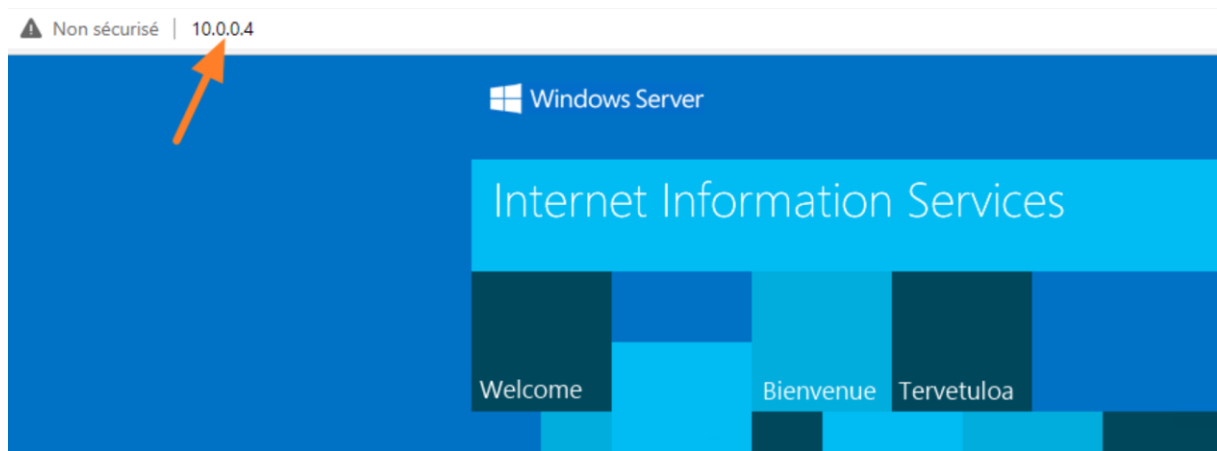 Non sécurisé | 10.0.0.4
Windows Server
Internet Information Services
Welcome
Bienvenue
Tervetuloa